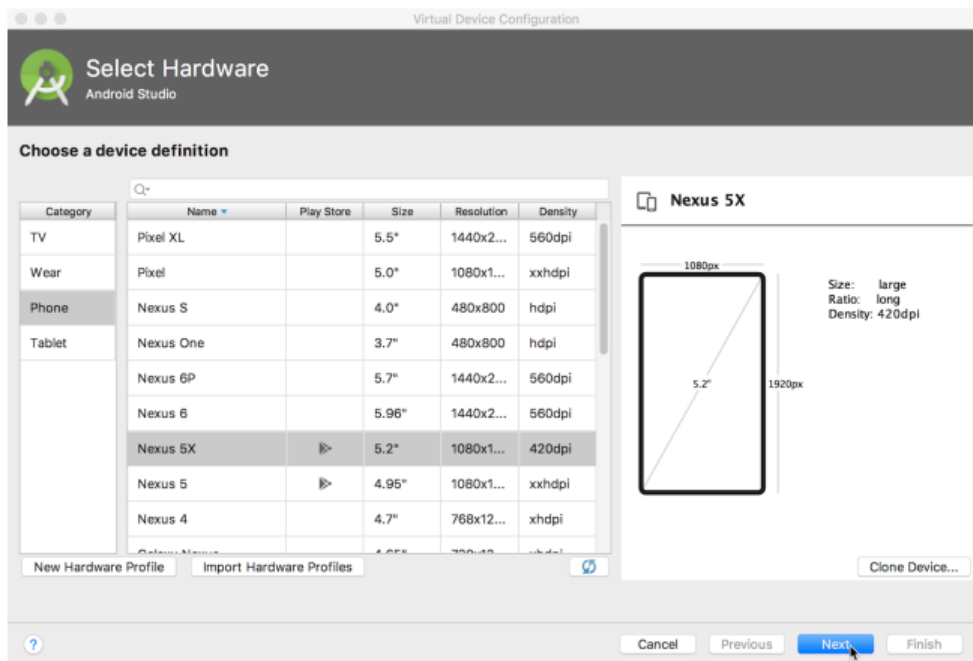 Virtual Device Configuration
Select Hardware
Android Studio
Choose a device definition
Category
TV
Wear
Phone
Tablet
Name Play Store Size Resolution Density
Pixel XL 5.5" 1440x2... 560dpi
Pixel 5.0" 1080x1... xxhdpi
Nexus S 4.0" 480x800 hdpi
Nexus One 3.7" 480x800 hdpi
Nexus 6P 5.7" 1440x2... 560dpi
Nexus 6 5.96" 1440x2... 560dpi
Nexus 5X 5.2" 1080x1... 420dpi
Nexus 5 4.95" 1080x1... xxhdpi
Nexus 4 4.7" 768x12... xhdpi
New Hardware Profile Import Hardware Profiles
Nexus 5X
1080px
5.2" 1920px
Size: large
Ratio: long
Density: 420dpi
Clone Device...
? Cancel Previous Next Finish